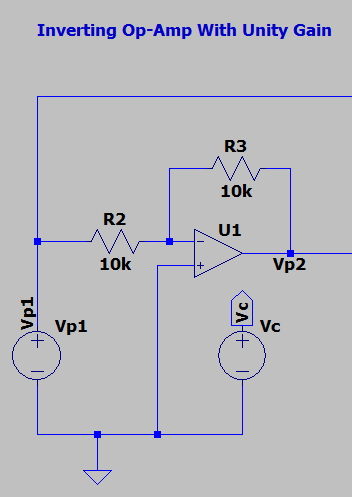 Inverting Op-Amp With Unity Gain
R3
10k
R2
10k
U1
Vp2
Vp1
Vp1
Vc
Vc